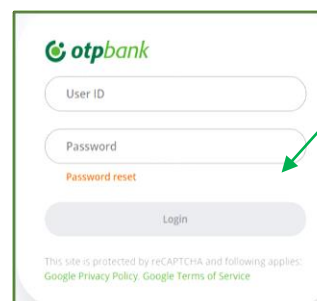 otpbank
User ID
Password
Password reset
Login
This site is protected by reCAPTCHA and following applies:
Google Privacy Policy, Google Terms of Service